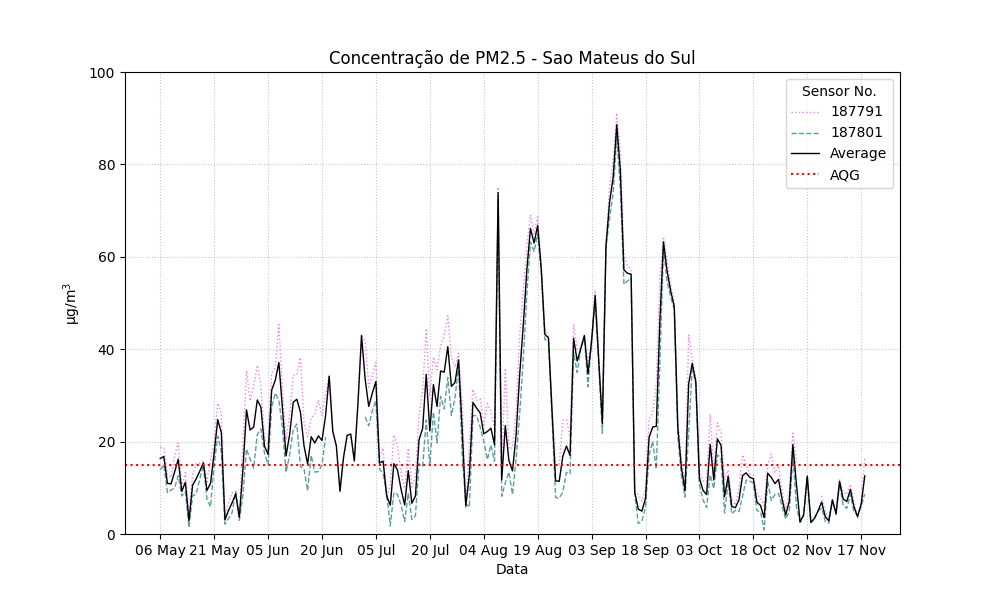 Concentração de PM2.5 - Sao Mateus do Sul
100
80
60
40
20
0
μg/m³
Sensor No.
187791
187801
Average
AQG
06 May 21 May 05 Jun 20 Jun 05 Jul 20 Jul 04 Aug 19 Aug 03 Sep 18 Sep 03 Oct 18 Oct 02 Nov 17 Nov
Data